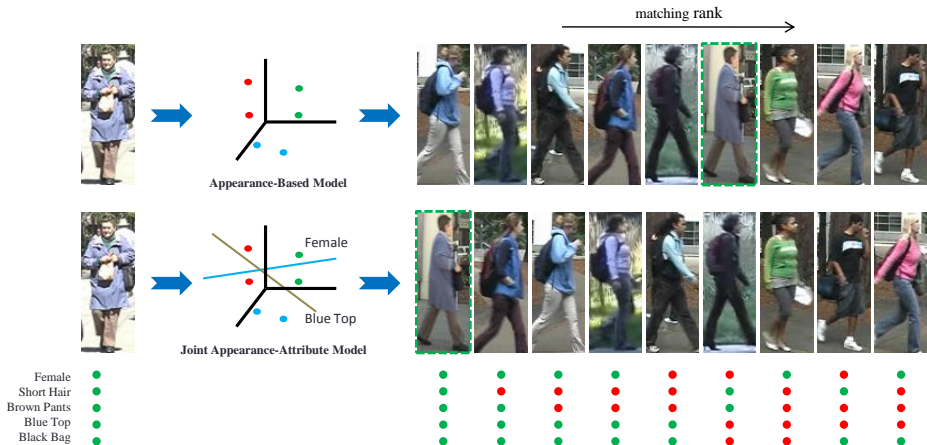 matching rank
Appearance-Based Model
Female
Blue Top
Joint Appearance-Attribute Model
Female
Short Hair
Brown Pants
Blue Top
Black Bag